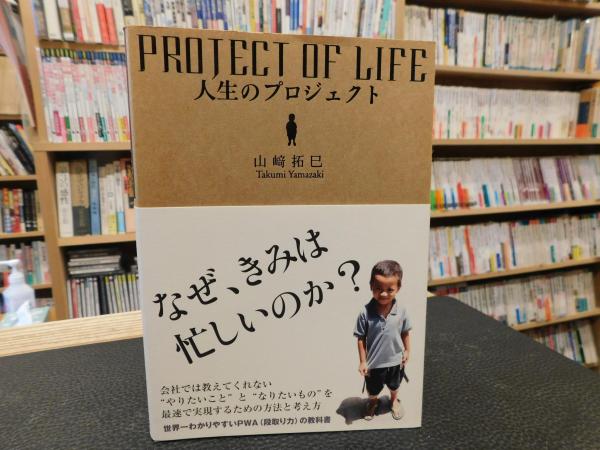 PROJECT OF LIFE
人生のプロジェクト
山﨑拓巳
Takumi Yamazaki
なぜ、きみは
忙しいのか?
会社では教えてくれない
“やりたいこと”と“なりたいもの”を
最速で実現するための方法と考え方
世界一わかりやすいPWA(段取り力)の教科書